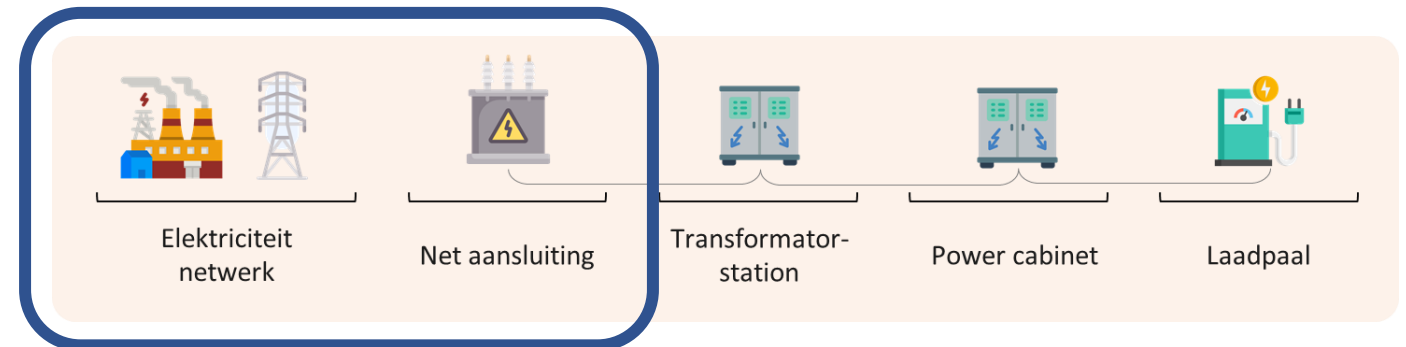 Elektriciteit
netwerk
Net aansluiting
Transformator-
station
Power cabinet
Laadpaal